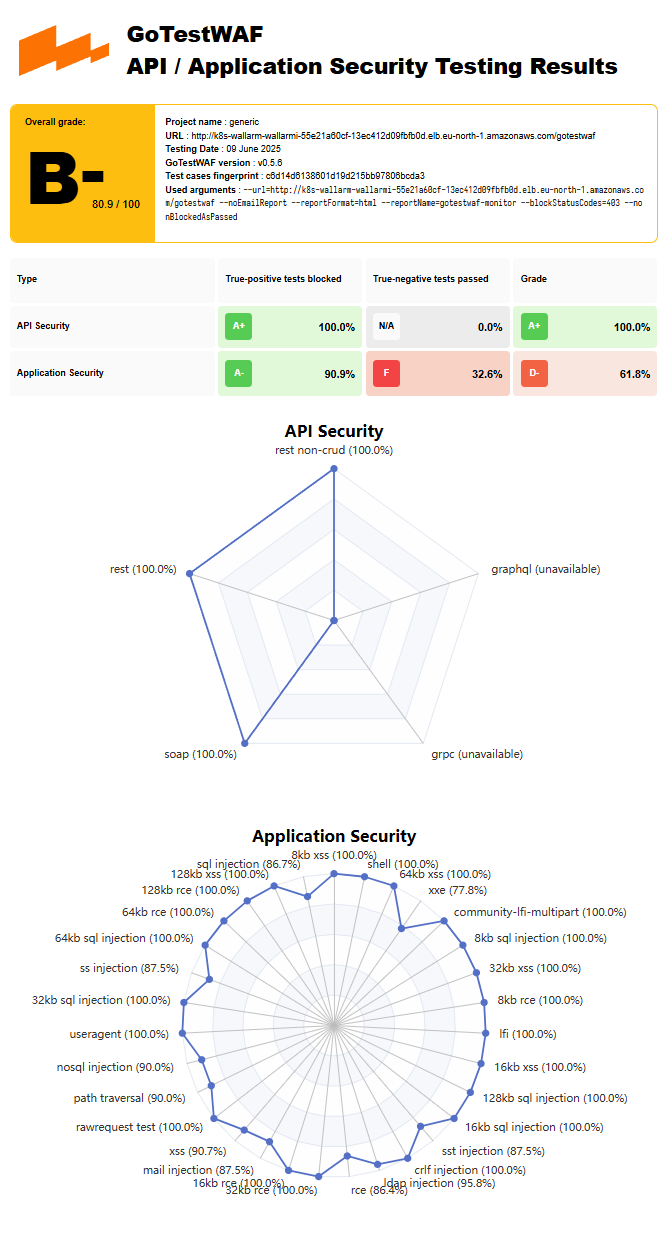 GoTestWAF
API / Application Security Testing Results
Overall grade:
B-
80.9 / 100
Project name : generic
URL : http://k8s-wallarm-wallarmi-55e21a60cf-13ec412d09fbfb0d.elb.eu-north-1.amazonaws.com/gotestwaf
Testing Date : 09 June 2025
GoTestWAF version : v0.5.6
Test cases fingerprint : c6d14d6138601d19d215bb97806bcda3
Used arguments : --url=http://k8s-wallarm-wallarmi-55e21a60cf-13ec412d09fbfb0d.elb.eu-north-1.amazonaws.co
m/gotestwaf --noEmailReport --reportFormat=html --reportName=gotestwaf-monitor --blockStatusCodes=403 --no
nBlockedAsPassed
Type True-positive tests blocked True-negative tests passed Grade
API Security A+ 100.0% N/A 0.0% A+ 100.0%
Application Security A- 90.9% F 32.6% D- 61.8%
API Security
rest non-crud (100.0%)
rest (100.0%)
graphql (unavailable)
soap (100.0%)
grpc (unavailable)
Application Security
8kb xss (100.0%)
sql injection (86.7%)
shell (100.0%)
128kb xss (100.0%)
64kb xss (100.0%)
128kb rce (100.0%)
xxe (77.8%)
64kb rce (100.0%)
community-lfi-multipart (100.0%)
64kb sql injection (100.0%)
8kb sql injection (100.0%)
ss injection (87.5%)
32kb xss (100.0%)
32kb sql injection (100.0%)
8kb rce (100.0%)
useragent (100.0%)
lfi (100.0%)
nosql injection (90.0%)
16kb xss (100.0%)
path traversal (90.0%)
128kb sql injection (100.0%)
rawrequest test (100.0%)
16kb sql injection (100.0%)
xss (90.7%)
sst injection (87.5%)
mail injection (87.5%)
crlf injection (100.0%)
16kb rce (100.0%)
ldap injection (95.8%)
32kb rce (100.0%)
rce (86.4%)